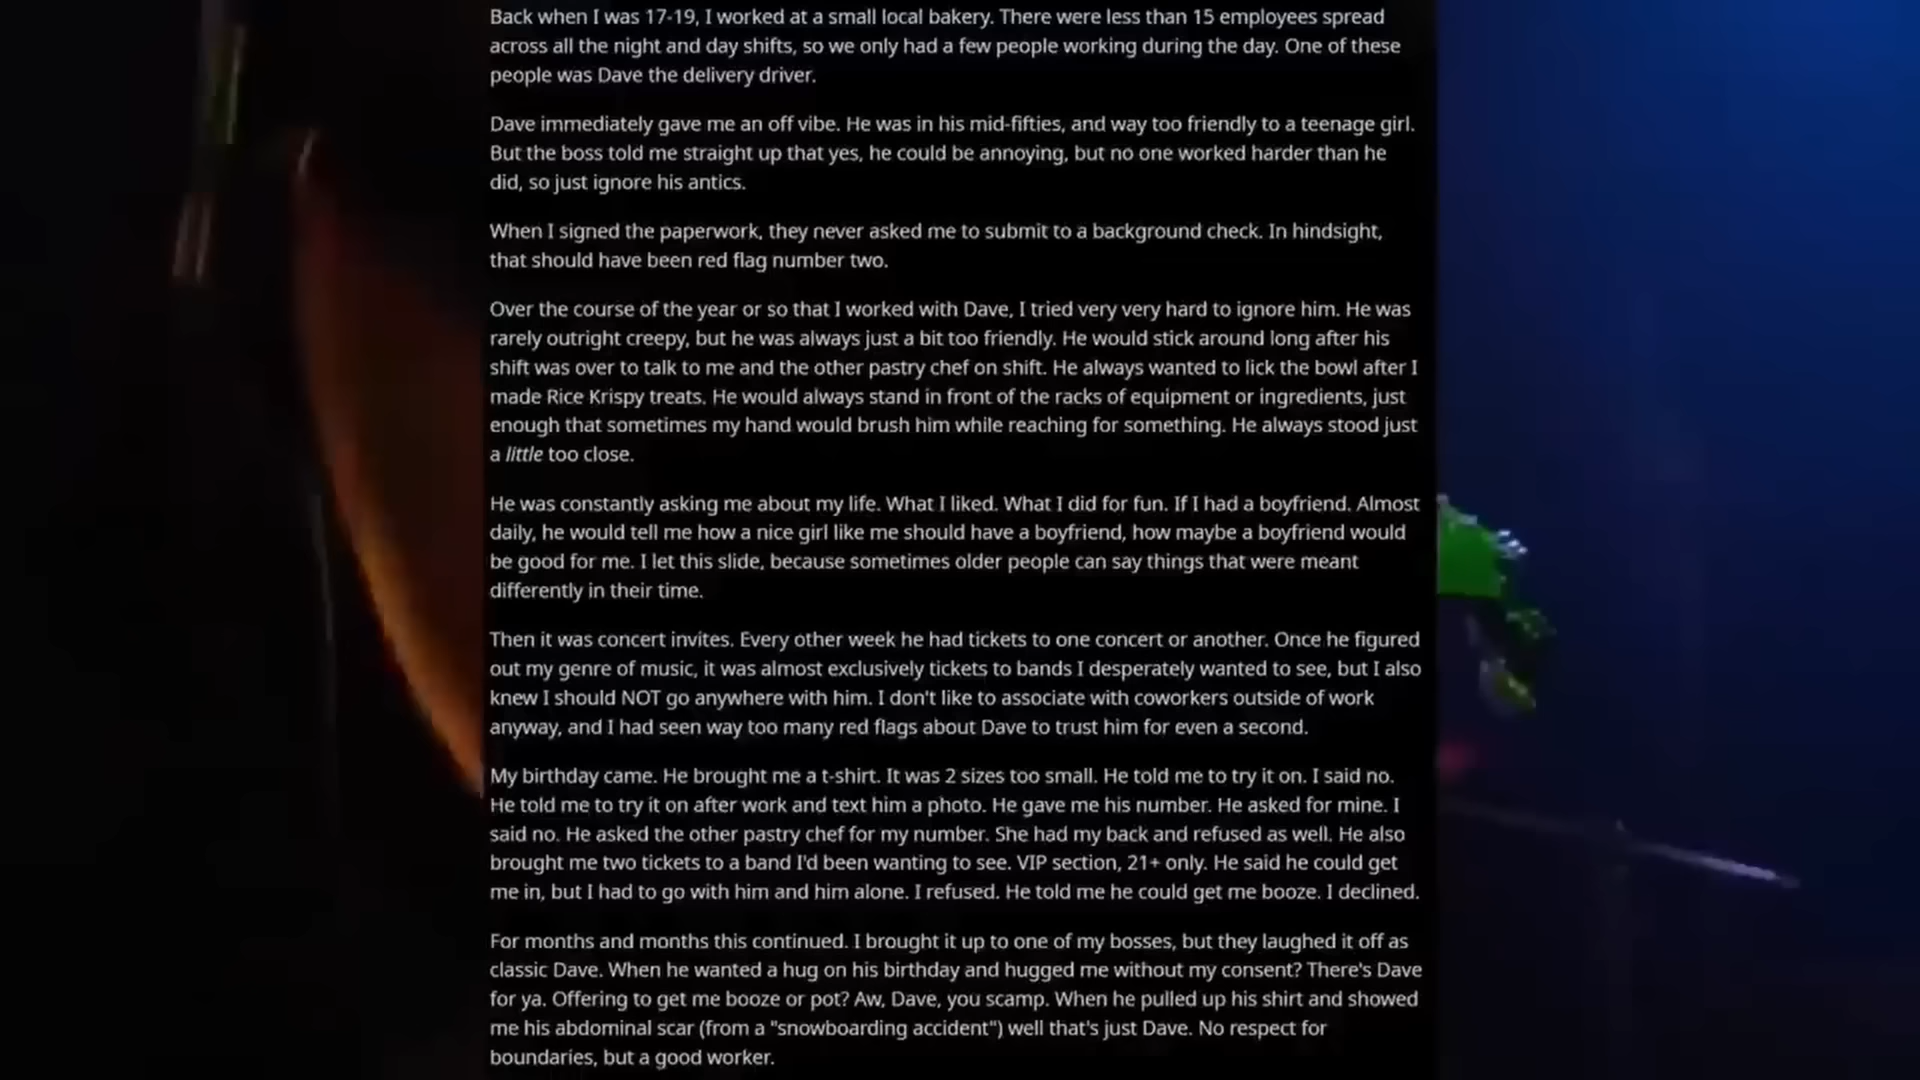 Back when I was 17-19, I worked at a small local bakery. There were less than 15 employees spread
across all the night and day shifts, so we only had a few people working during the day. One of these
people was Dave the delivery driver.
Dave immediately gave me an off vibe. He was in his mid-fifties, and way too friendly to a teenage girl.
But the boss told me straight up that yes, he could be annoying, but no one worked harder than he
did, so just ignore his antics.
When I signed the paperwork, they never asked me to submit to a background check. In hindsight,
that should have been red flag number two.
Over the course of the year or so that I worked with Dave, I tried very very hard to ignore him. He was
rarely outright creepy, but he was always just a bit too friendly. He would stick around long after his
shift was over to talk to me and the other pastry chef on shift. He always wanted to lick the bowl after I
made Rice Krispy treats. He would always stand in front of the racks of equipment or ingredients, just
enough that sometimes my hand would brush him while reaching for something. He always stood just
a little too close.
He was constantly asking me about my life. What I liked. What I did for fun. If I had a boyfriend. Almost
daily, he would tell me how a nice girl like me should have a boyfriend, how maybe a boyfriend would
be good for me. I let this slide, because sometimes older people can say things that were meant
differently in their time.
Then it was concert invites. Every other week he had tickets to one concert or another. Once he figured
out my genre of music, it was almost exclusively tickets to bands I desperately wanted to see, but I also
knew I should NOT go anywhere with him. I don't like to associate with coworkers outside of work
anyway, and I had seen way too many red flags about Dave to trust him for even a second.
My birthday came. He brought me a t-shirt. It was 2 sizes too small. He told me to try it on. I said no.
He told me to try it on after work and text him a photo. He gave me his number. He asked for mine. I
said no. He asked the other pastry chef for my number. She had my back and refused as well. He also
brought me two tickets to a band I'd been wanting to see. VIP section, 21+ only. He said he could get
me in, but I had to go with him and him alone. I refused. He told me he could get me booze. I declined.
For months and months this continued. I brought it up to one of my bosses, but they laughed it off as
classic Dave. When he wanted a hug on his birthday and hugged me without my consent? There's Dave
for ya. Offering to get me booze or pot? Aw, Dave, you scamp. When he pulled up his shirt and showed
me his abdominal scar (from a "snowboarding accident") well that's just Dave. No respect for
boundaries, but a good worker.